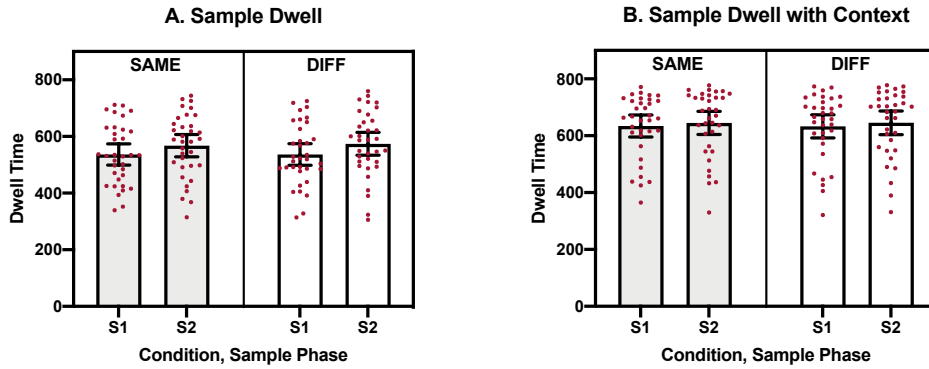 A. Sample Dwell
SAME DIFF
800
600
400
200
0
Dwell Time
S1 S2 S1 S2
Condition, Sample Phase
B. Sample Dwell with Context
SAME DIFF
800
600
400
200
0
Dwell Time
S1 S2 S1 S2
Condition, Sample Phase